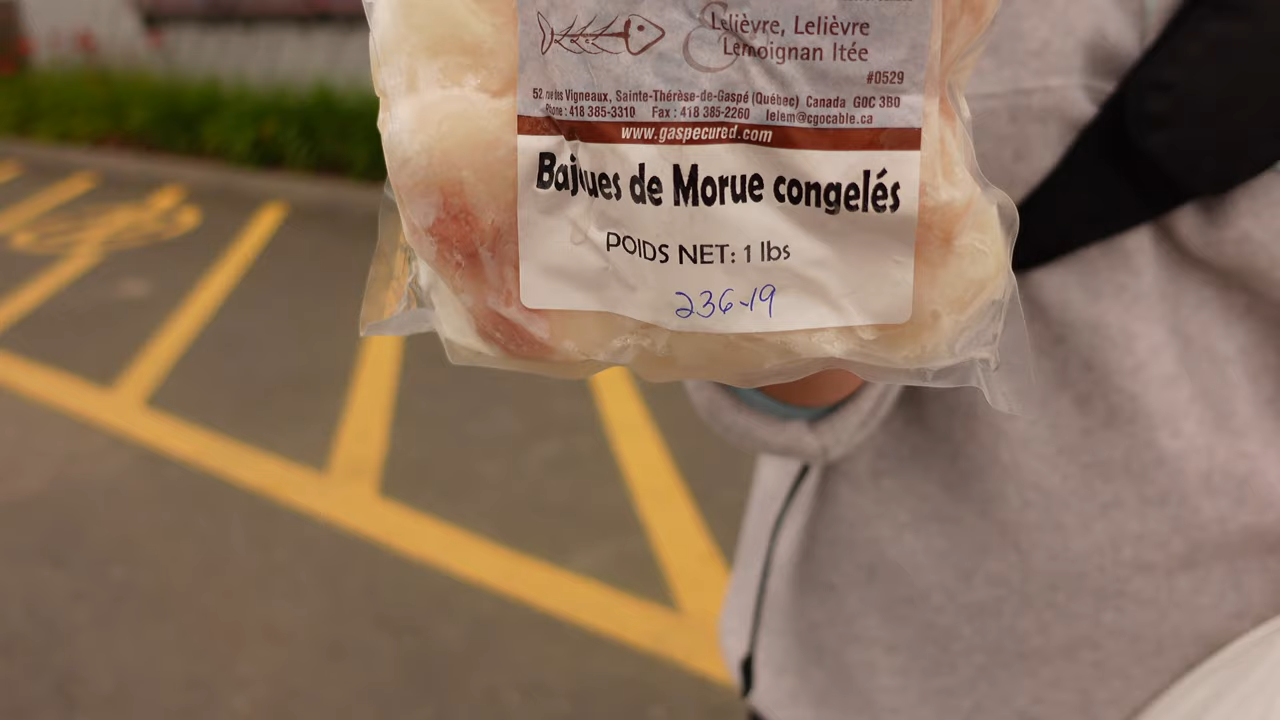 Lelièvre, Lelièvre
& Lemoignan ltée
#0529
52 rue des Vigneaux, Sainte-Thérèse-de-Gaspé (Québec) Canada G0C 3B0
Phone : 418 385-3310 Fax : 418 385-2260 lelem@cgocable.ca
www.gaspecured.com
Bajoues de Morue congelés
POIDS NET: 1 lbs
236-19